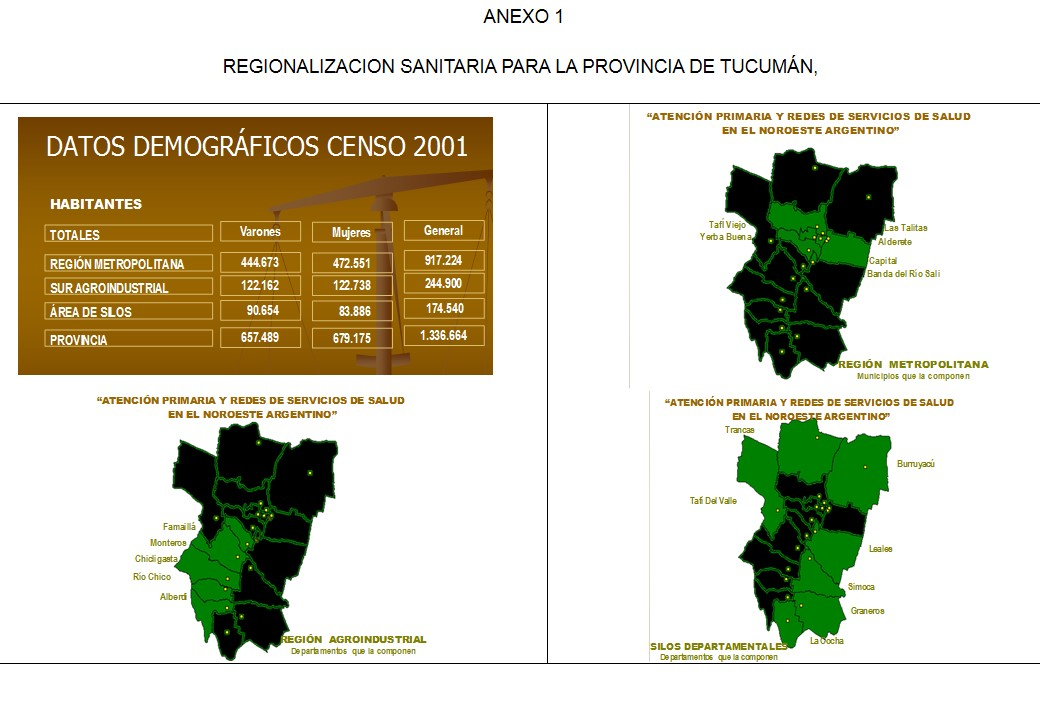 ANEXO 1
REGIONALIZACION SANITARIA PARA LA PROVINCIA DE TUCUMÁN,
DATOS DEMOGRÁFICOS CENSO 2001
HABITANTES
TOTALES Varones Mujeres General
REGIÓN METROPOLITANA 444.673 472.551 917.224
SUR AGROINDUSTRIAL 122.162 122.738 244.900
ÁREA DE SILOS 90.654 83.886 174.540
PROVINCIA 657.489 679.175 1.336.664
“ATENCIÓN PRIMARIA Y REDES DE SERVICIOS DE SALUD
EN EL NOROESTE ARGENTINO”
Tafí Viejo
Yerba Buena
Las Talitas
Alderete
Capital
Banda del Río Salí
REGIÓN METROPOLITANA
Municipios que la componen
“ATENCIÓN PRIMARIA Y REDES DE SERVICIOS DE SALUD
EN EL NOROESTE ARGENTINO”
Famaillá
Monteros
Chicligasta
Río Chico
Alberdi
REGIÓN AGROINDUSTRIAL
Departamentos que la componen
“ATENCIÓN PRIMARIA Y REDES DE SERVICIOS DE SALUD
EN EL NOROESTE ARGENTINO”
Trancas
Burruyacú
Tafí Del Valle
Leales
Simoca
Graneros
La Cocha
SILOS DEPARTAMENTALES
Departamentos que la componen